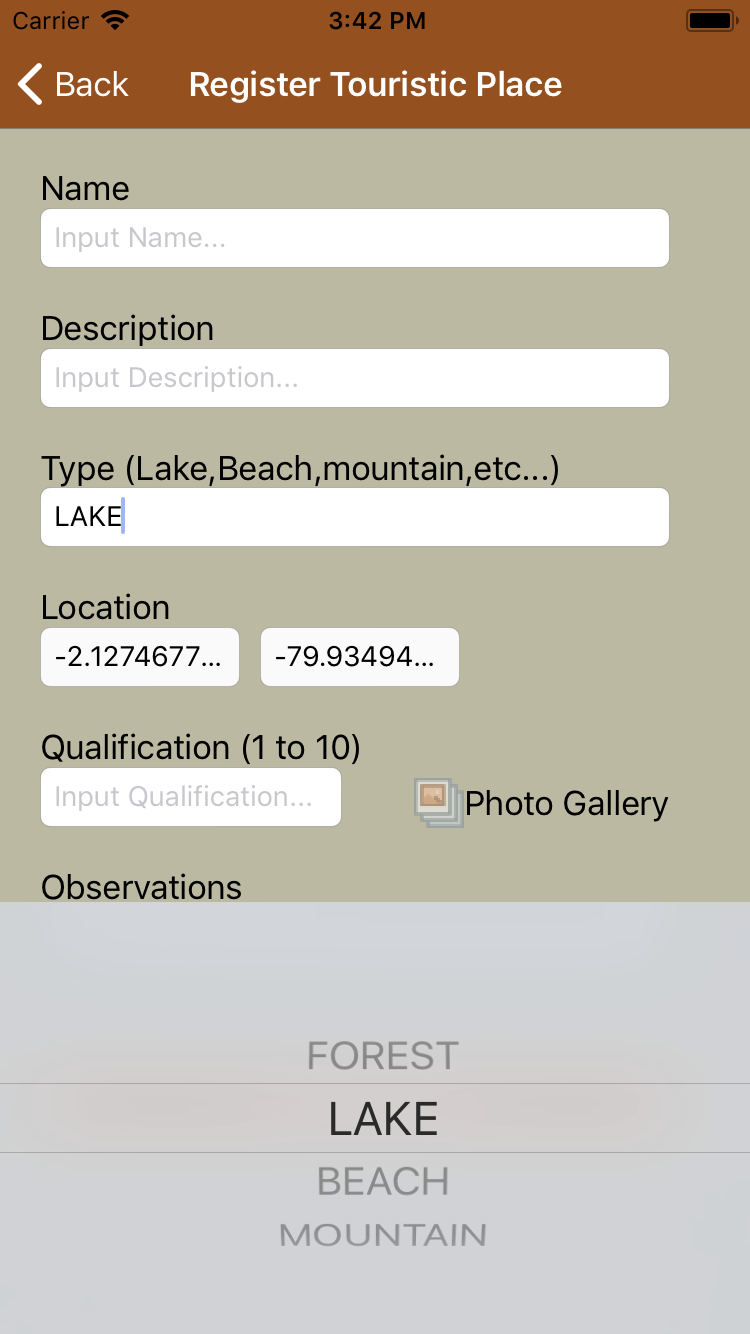 Carrier 3:42 PM
Back Register Touristic Place
Name
Input Name...
Description
Input Description...
Type (Lake,Beach,mountain,etc...)
LAKE
Location
-2.1274677... -79.93494...
Qualification (1 to 10)
Input Qualification... Photo Gallery
Observations
FOREST
LAKE
BEACH
MOUNTAIN